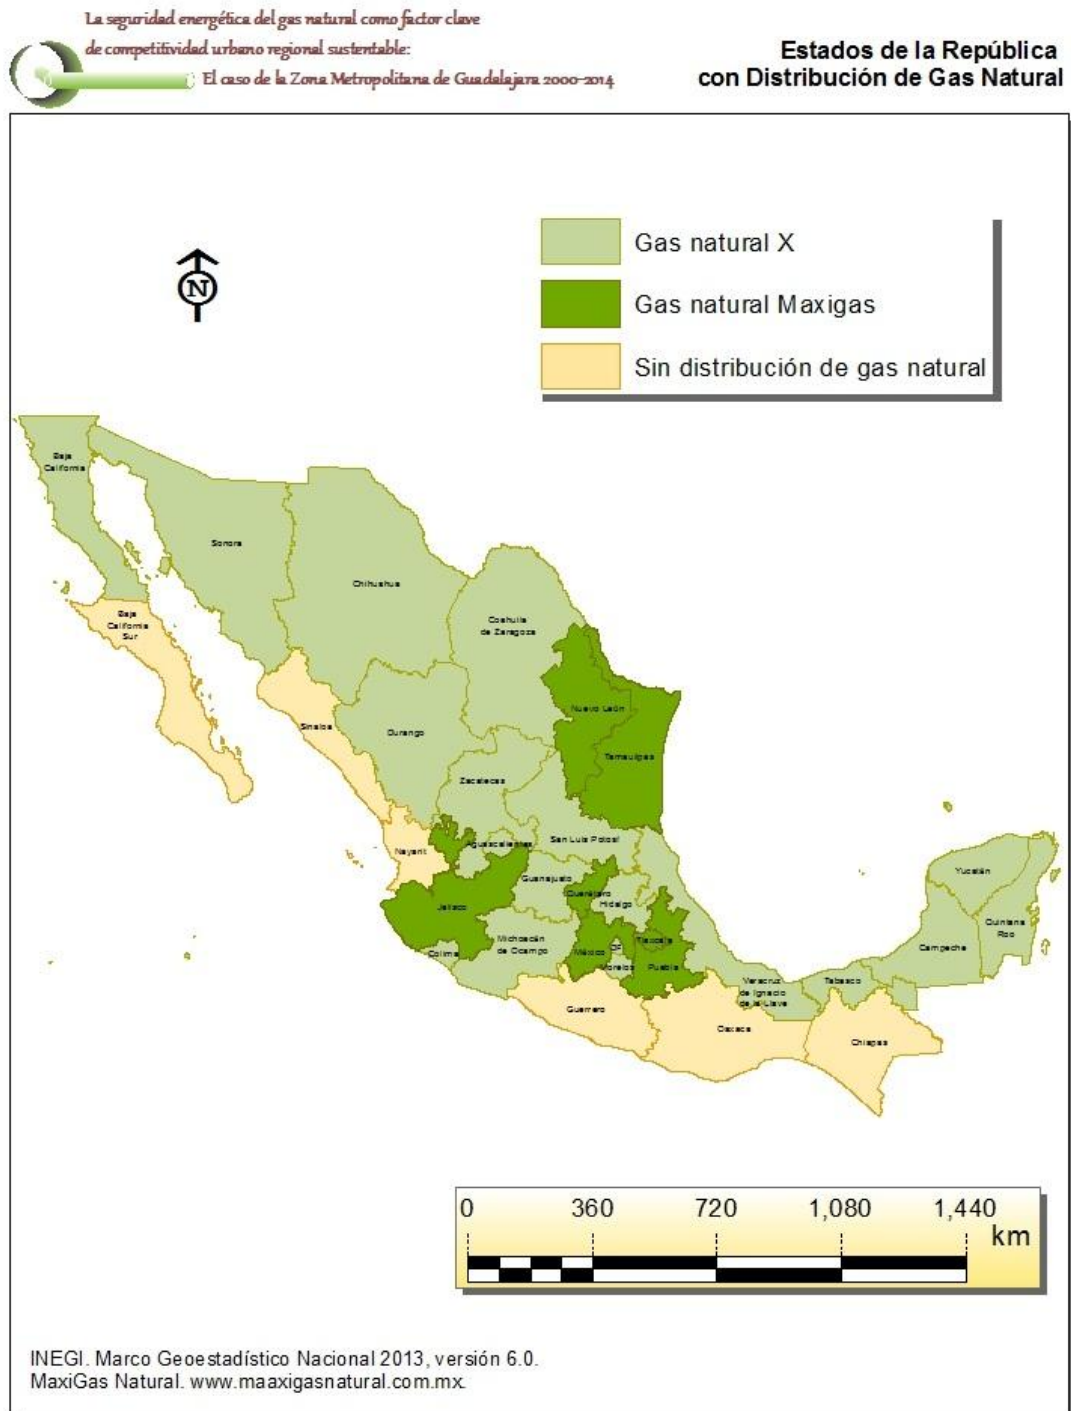 La seguridad energética del gas natural como factor clave
de competitividad urbano regional sustentable:
El caso de la Zona Metropolitana de Guadalajara 2000-2014
Estados de la República
con Distribución de Gas Natural
N
Gas natural X
Gas natural Maxigas
Sin distribución de gas natural
Baja
California
Sonora
Chihuahua
Coahuila
de Zaragoza
Baja
California
Sur
Nuevo León
Sinaloa
Durango
Tamaulipas
Zacatecas
San Luis Potosí
Aguascalientes
Nayarit
Yucatán
Guanajuato
Querétaro
Hidalgo
Jalisco
Quintana
Roo
Michoacán
de Ocampo
DF
Tlaxcala
Campeche
Colima
México
Morelos
Puebla
Veracruz
de Ignacio
de la Llave
Tabasco
Guerrero
Oaxaca
Chiapas
0 360 720 1,080 1,440
km
INEGI. Marco Geoestadístico Nacional 2013, versión 6.0.
MaxiGas Natural. www.maaxigasnatural.com.mx.